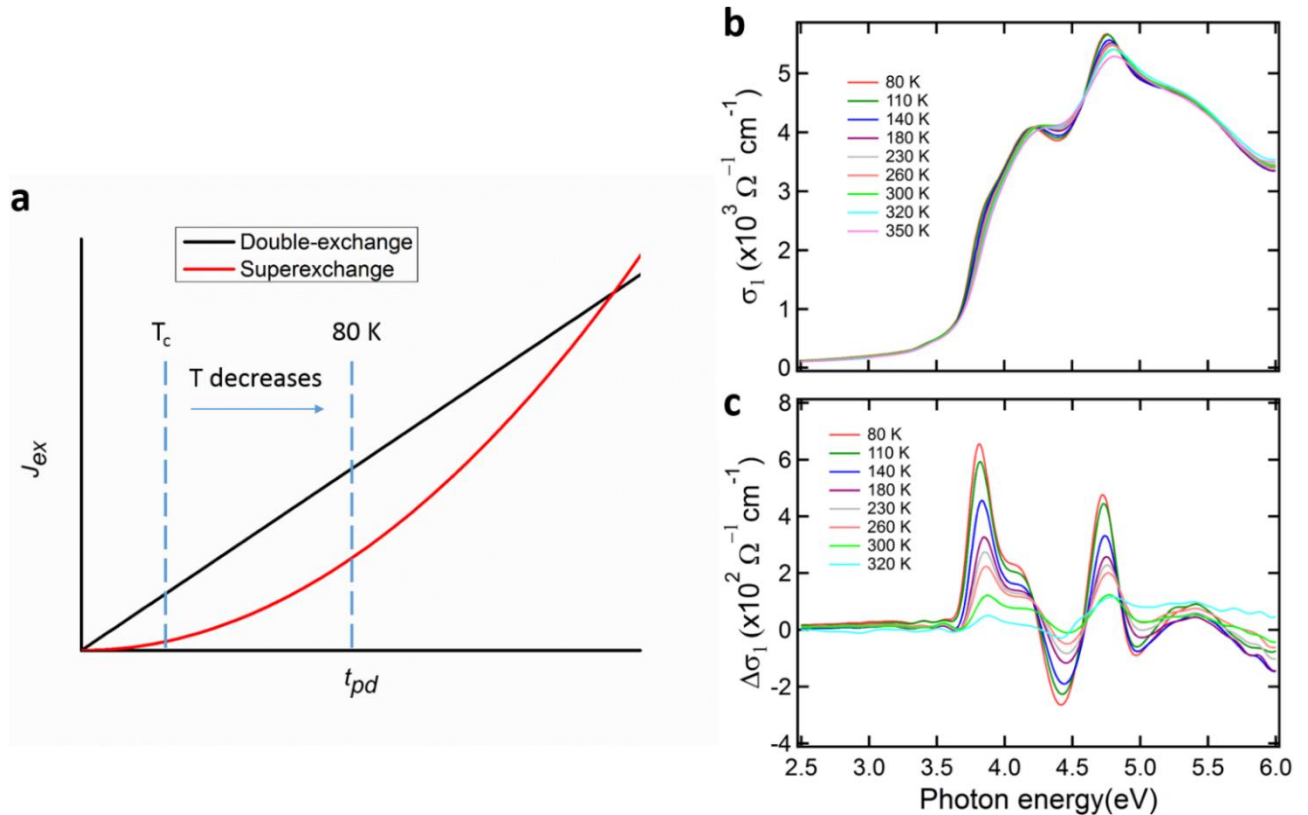 a
Double-exchange
Superexchange
Tc
80 K
T decreases
Jex
tpd
b
80 K
110 K
140 K
180 K
230 K
260 K
300 K
320 K
350 K
σ1 (x10³ Ω⁻¹ cm⁻¹)
5
4
3
2
1
0
c
80 K
110 K
140 K
180 K
230 K
260 K
300 K
320 K
Δσ1 (x10² Ω⁻¹ cm⁻¹)
8
6
4
2
0
-2
-4
2.5 3.0 3.5 4.0 4.5 5.0 5.5 6.0
Photon energy(eV)